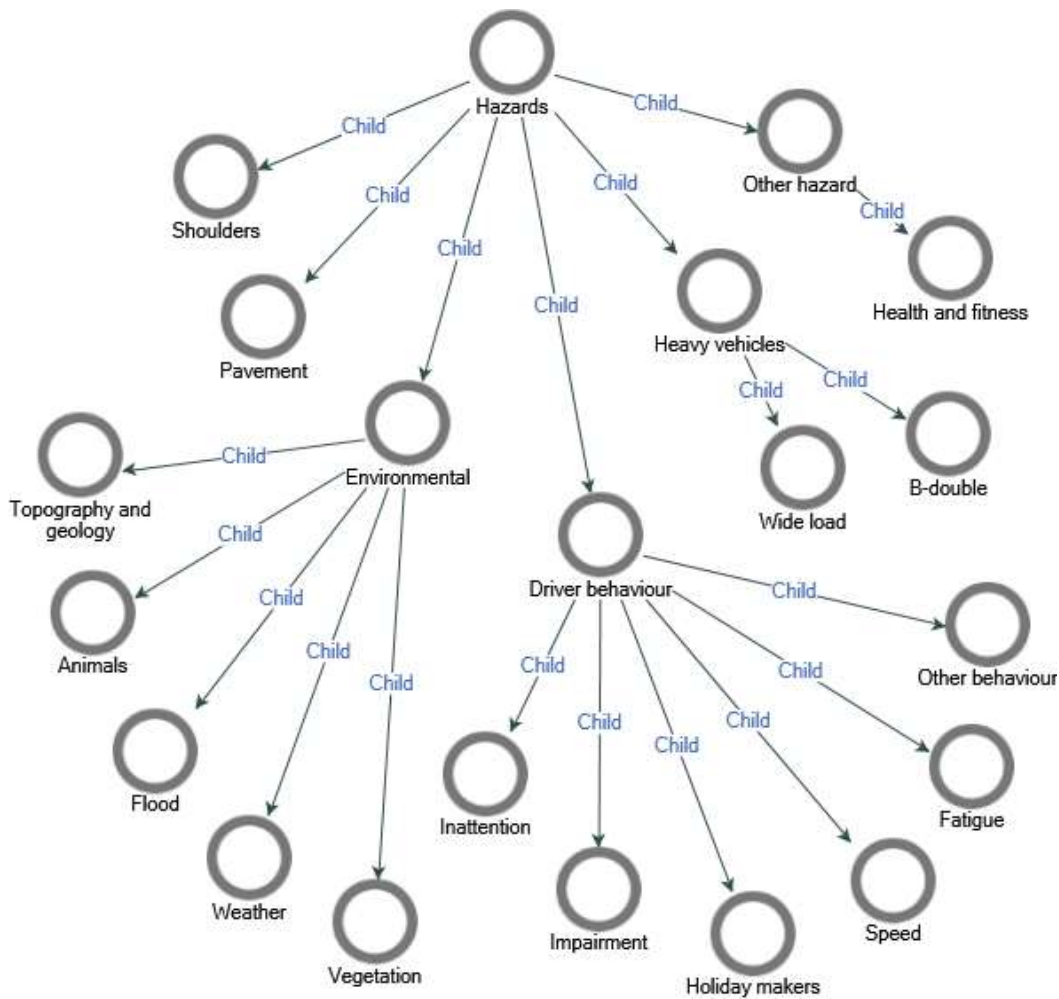 Hazards
Child
Child
Child
Child
Child
Child
Shoulders
Pavement
Other hazard
Child
Health and fitness
Heavy vehicles
Child
Child
Wide load
B-double
Environmental
Child
Child
Child
Child
Child
Topography and
geology
Animals
Flood
Weather
Vegetation
Driver behaviour
Child
Child
Child
Child
Child
Child
Inattention
Impairment
Holiday makers
Speed
Fatigue
Other behaviour